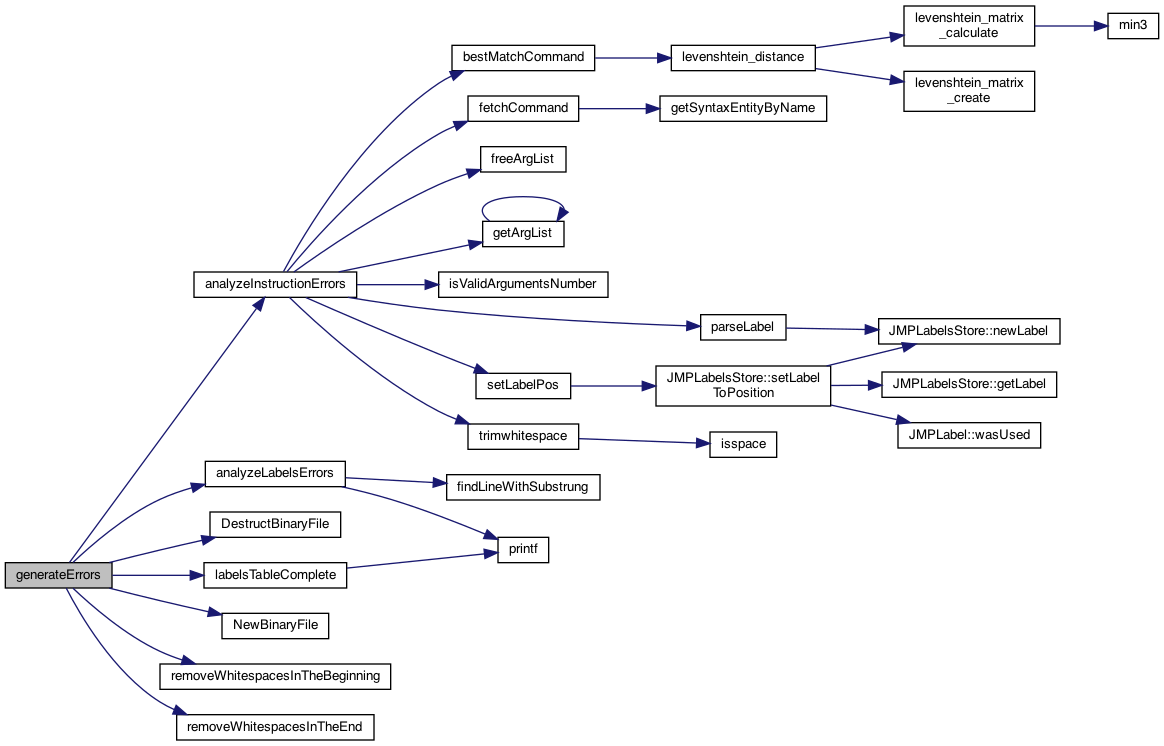 levenshtein_matrix
_calculate
min3
bestMatchCommand
levenshtein_distance
levenshtein_matrix
_create
fetchCommand
getSyntaxEntityByName
freeArgList
getArgList
analyzeInstructionErrors
isValidArgumentsNumber
parseLabel
JMPLabelsStore::newLabel
setLabelPos
JMPLabelsStore::setLabel
ToPosition
JMPLabelsStore::getLabel
JMPLabel::wasUsed
trimwhitespace
isspace
analyzeLabelsErrors
findLineWithSubstrung
DestructBinaryFile
printf
generateErrors
labelsTableComplete
NewBinaryFile
removeWhitespacesInTheBeginning
removeWhitespacesInTheEnd